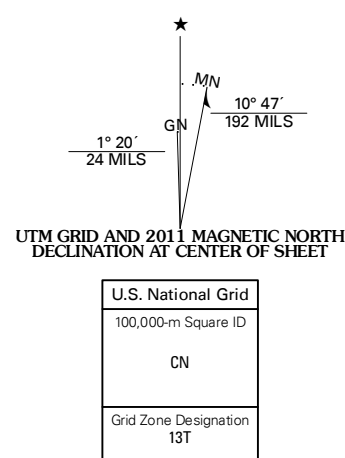 ★
MN
10° 47´
192 MILS
GN
1° 20´
24 MILS
UTM GRID AND 2011 MAGNETIC NORTH
DECLINATION AT CENTER OF SHEET
U.S. National Grid
100,000-m Square ID
CN
Grid Zone Designation
13T